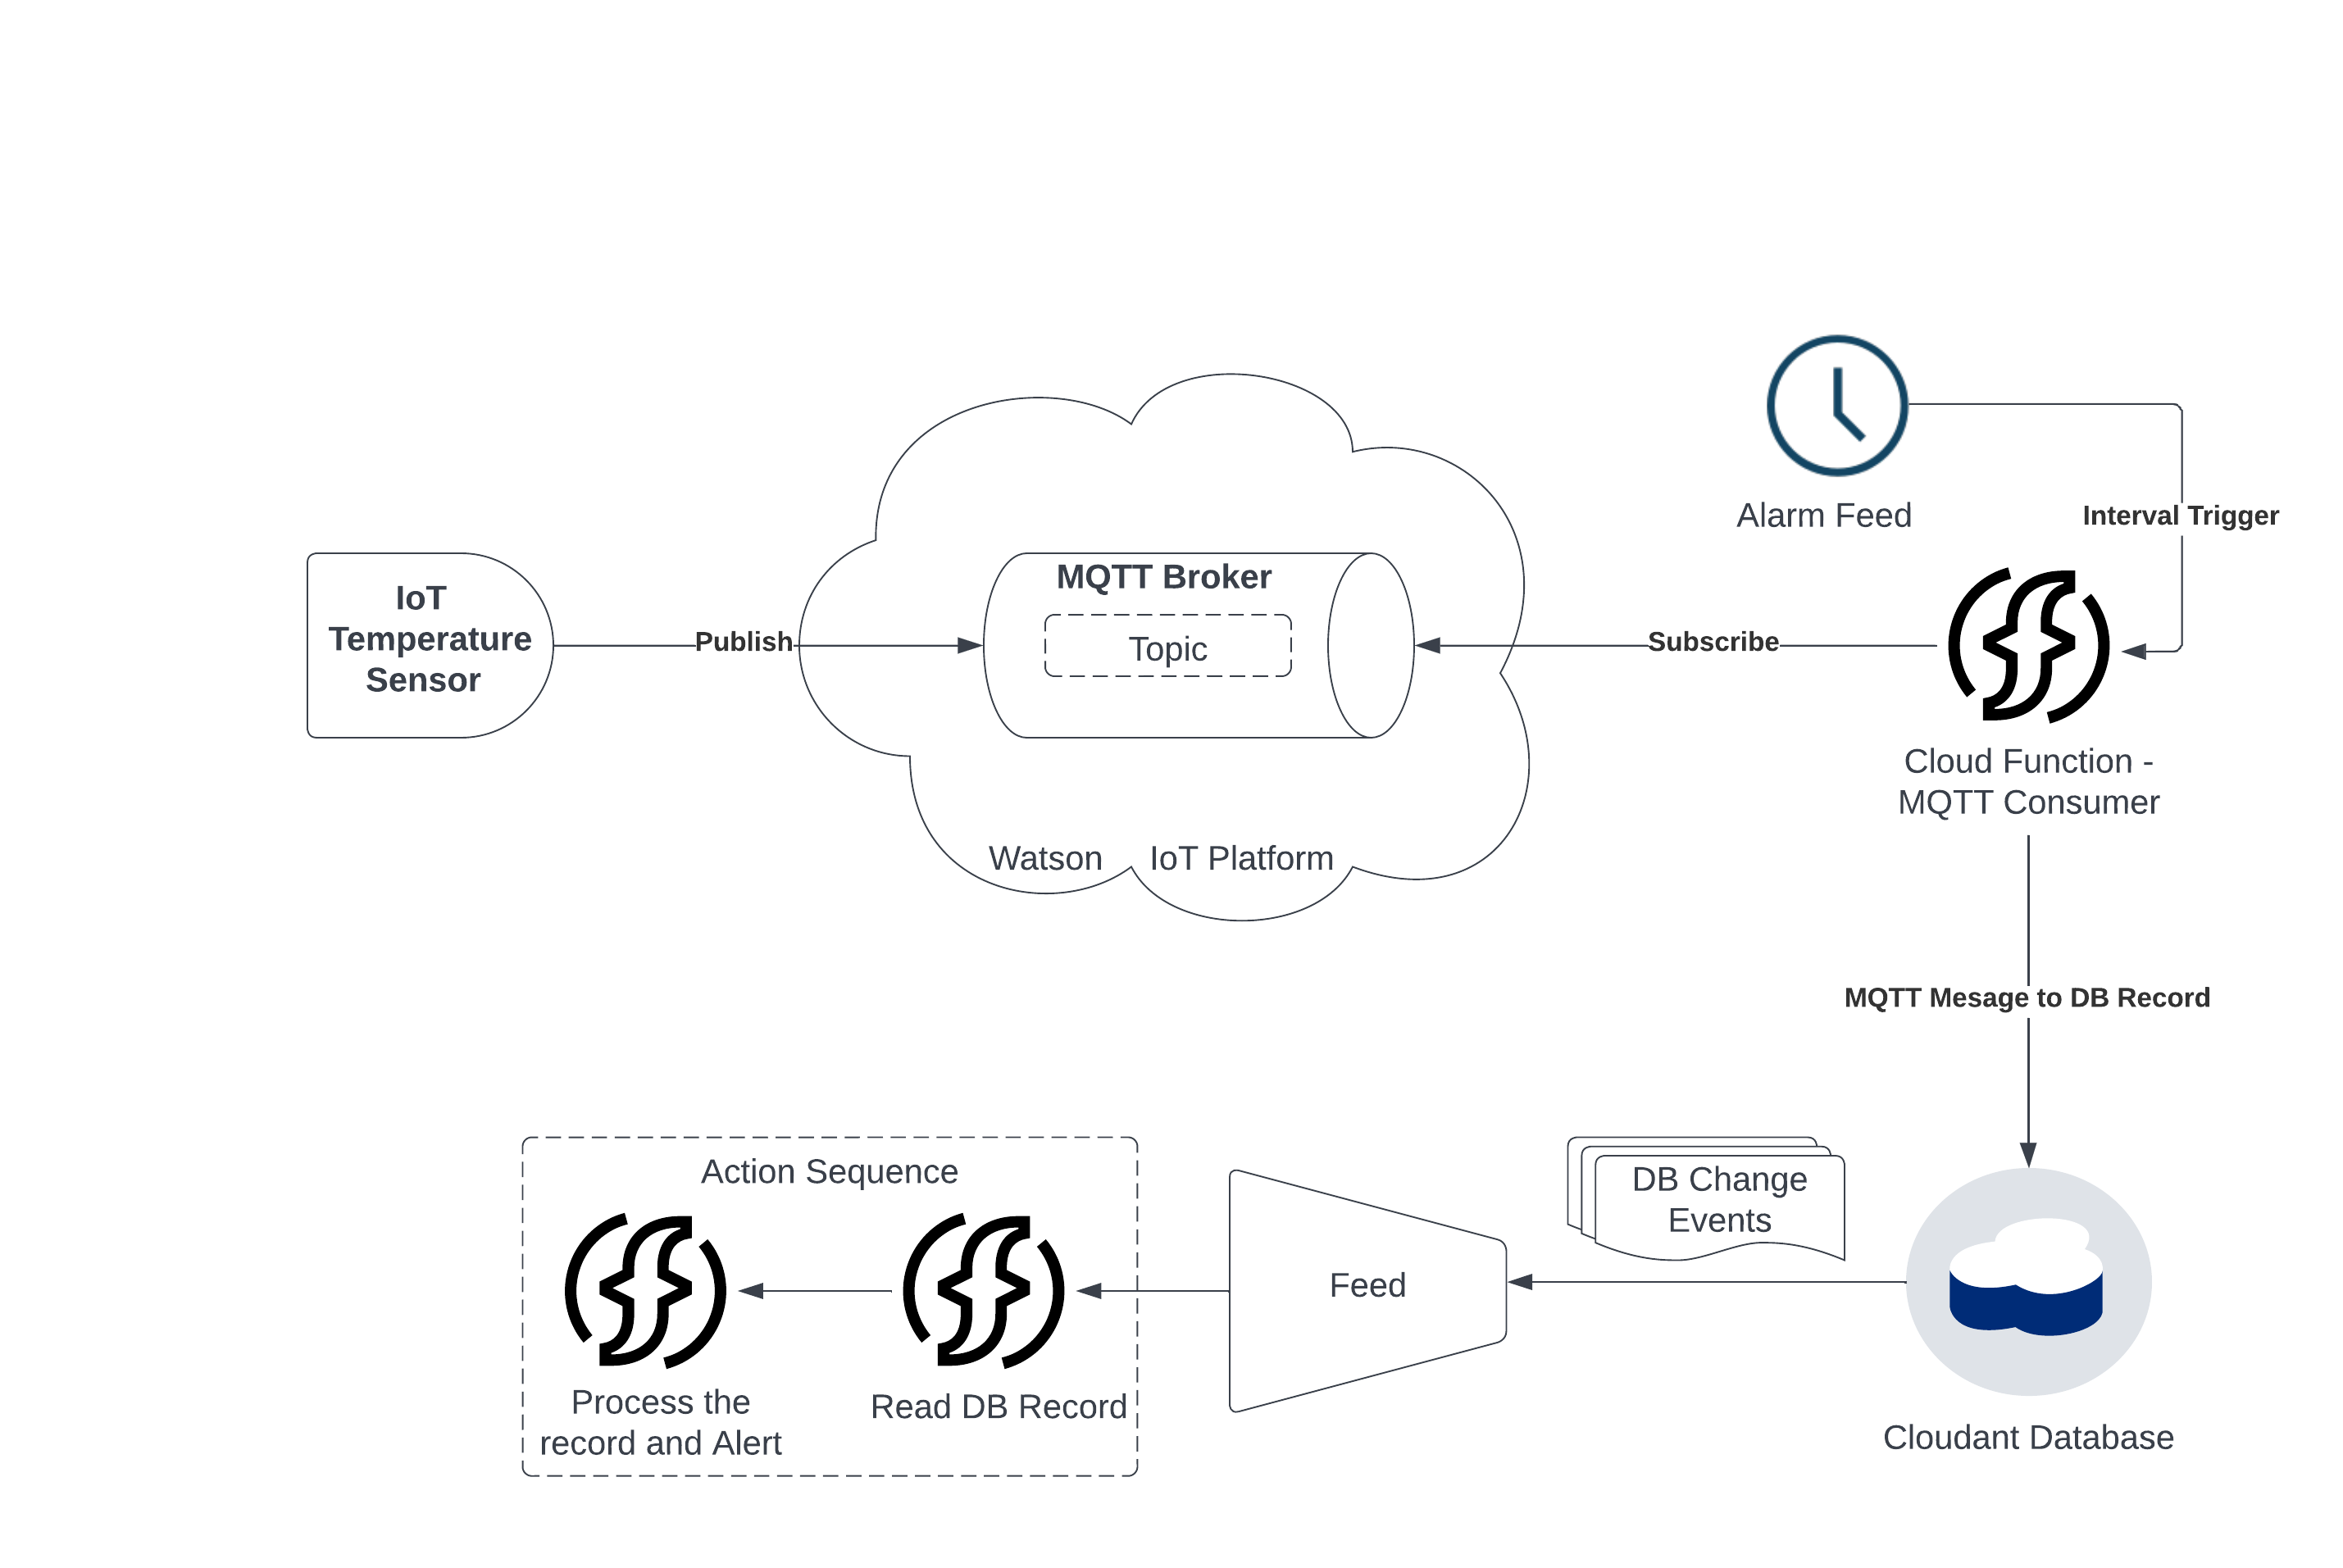 Alarm Feed
Interval Trigger
IoT
Temperature
Sensor
Publish
MQTT Broker
Topic
Subscribe
Cloud Function -
MQTT Consumer
Watson IoT Platform
MQTT Mesage to DB Record
DB Change
Events
Action Sequence
Feed
Read DB Record
Process the
record and Alert
Cloudant Database